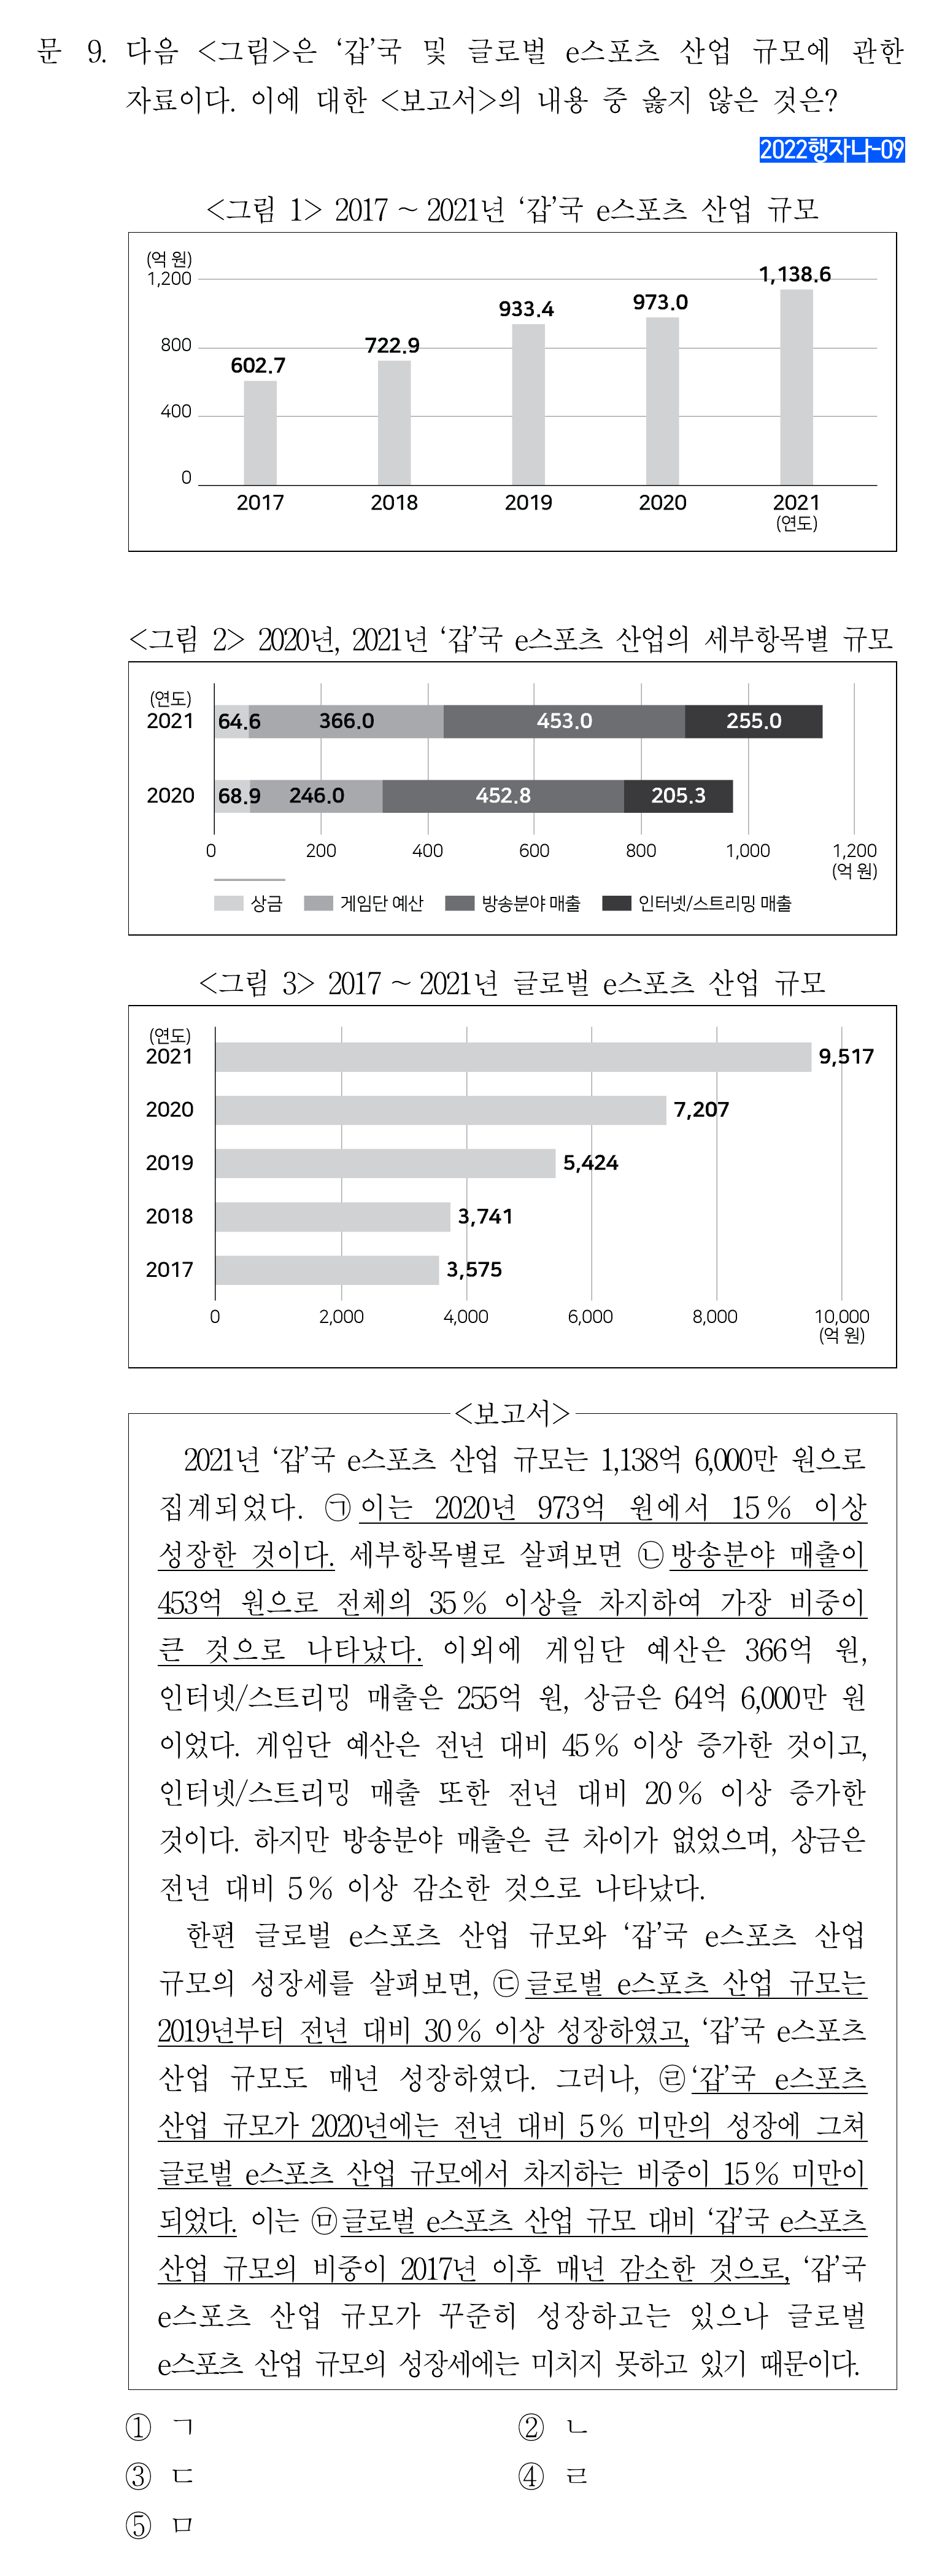 문 9. 다음 <그림>은 ‘갑’국 및 글로벌 e스포츠 산업 규모에 관한
자료이다. 이에 대한 <보고서>의 내용 중 옳지 않은 것은?
2022행자나-09
<그림 1> 2017 ~ 2021년 ‘갑’국 e스포츠 산업 규모
(억 원)
1,200
800
400
0
602.7
722.9
933.4
973.0
1,138.6
2017 2018 2019 2020 2021
(연도)
<그림 2> 2020년, 2021년 ‘갑’국 e스포츠 산업의 세부항목별 규모
(연도)
2021 64.6 366.0 453.0 255.0
2020 68.9 246.0 452.8 205.3
0 200 400 600 800 1,000 1,200
(억 원)
상금 게임단 예산 방송분야 매출 인터넷/스트리밍 매출
<그림 3> 2017 ~ 2021년 글로벌 e스포츠 산업 규모
(연도)
2021 9,517
2020 7,207
2019 5,424
2018 3,741
2017 3,575
0 2,000 4,000 6,000 8,000 10,000
(억 원)
<보고서>
2021년 ‘갑’국 e스포츠 산업 규모는 1,138억 6,000만 원으로
집계되었다. ㉠이는 2020년 973억 원에서 15 % 이상
성장한 것이다. 세부항목별로 살펴보면 ㉡방송분야 매출이
453억 원으로 전체의 35 % 이상을 차지하여 가장 비중이
큰 것으로 나타났다. 이외에 게임단 예산은 366억 원,
인터넷/스트리밍 매출은 255억 원, 상금은 64억 6,000만 원
이었다. 게임단 예산은 전년 대비 45 % 이상 증가한 것이고,
인터넷/스트리밍 매출 또한 전년 대비 20 % 이상 증가한
것이다. 하지만 방송분야 매출은 큰 차이가 없었으며, 상금은
전년 대비 5 % 이상 감소한 것으로 나타났다.
한편 글로벌 e스포츠 산업 규모와 ‘갑’국 e스포츠 산업
규모의 성장세를 살펴보면, ㉢글로벌 e스포츠 산업 규모는
2019년부터 전년 대비 30 % 이상 성장하였고, ‘갑’국 e스포츠
산업 규모도 매년 성장하였다. 그러나, ㉣‘갑’국 e스포츠
산업 규모가 2020년에는 전년 대비 5 % 미만의 성장에 그쳐
글로벌 e스포츠 산업 규모에서 차지하는 비중이 15 % 미만이
되었다. 이는 ㉤글로벌 e스포츠 산업 규모 대비 ‘갑’국 e스포츠
산업 규모의 비중이 2017년 이후 매년 감소한 것으로, ‘갑’국
e스포츠 산업 규모가 꾸준히 성장하고는 있으나 글로벌
e스포츠 산업 규모의 성장세에는 미치지 못하고 있기 때문이다.
① ㄱ ② ㄴ
③ ㄷ ④ ㄹ
⑤ ㅁ